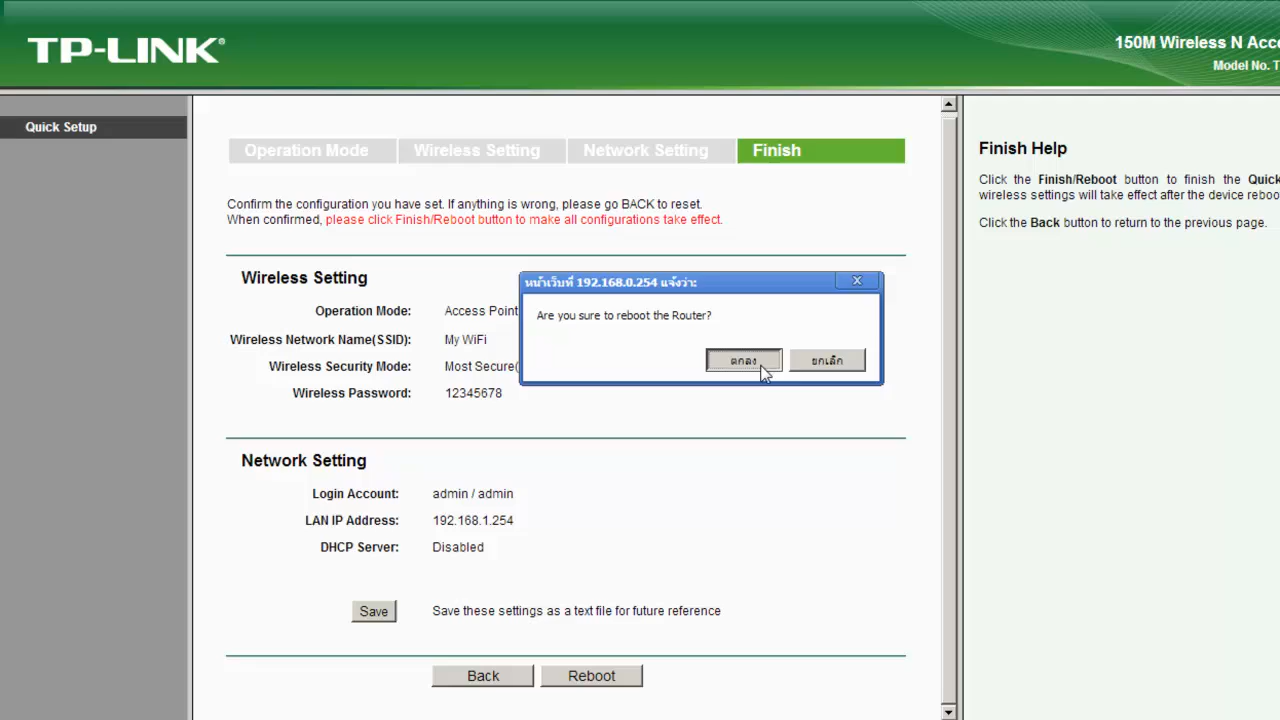 TP-LINK®
150M Wireless N Acc
Model No. T
Quick Setup
Operation Mode
Wireless Setting
Network Setting
Finish
Confirm the configuration you have set. If anything is wrong, please go BACK to reset.
When confirmed, please click Finish/Reboot button to make all configurations take effect.
Wireless Setting
Operation Mode: Access Point
Wireless Network Name(SSID): My WiFi
Wireless Security Mode: Most Secure(
Wireless Password: 12345678
หน้าเว็บที่ 192.168.0.254 แจ้งว่า:
X
Are you sure to reboot the Router?
ตกลง ยกเลิก
Network Setting
Login Account: admin / admin
LAN IP Address: 192.168.1.254
DHCP Server: Disabled
Save Save these settings as a text file for future reference
Back Reboot
Finish Help
Click the Finish/Reboot button to finish the Quick
wireless settings will take effect after the device reboo
Click the Back button to return to the previous page.